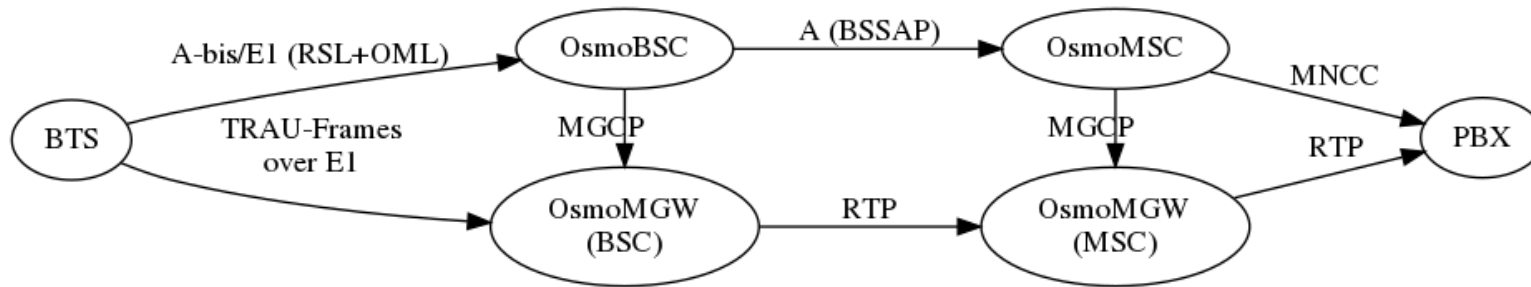 A-bis/E1 (RSL+OML)
OsmoBSC
A (BSSAP)
OsmoMSC
MNCC
BTS
TRAU-Frames
over E1
MGCP
MGCP
PBX
RTP
OsmoMGW
(BSC)
RTP
OsmoMGW
(MSC)